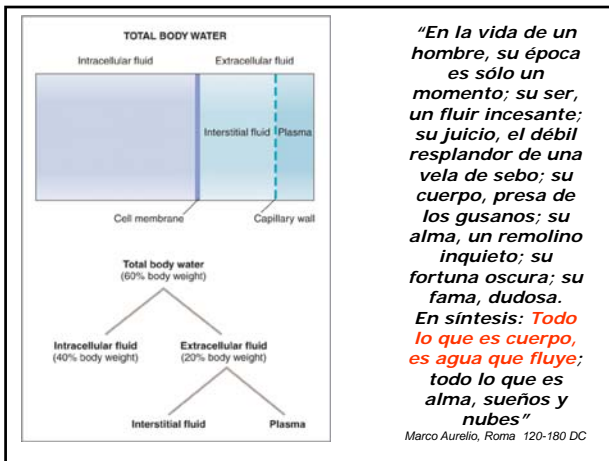 TOTAL BODY WATER
Intracellular fluid Extracellular fluid
Interstitial fluid Plasma
Cell membrane Capillary wall
Total body water
(60% body weight)
Intracellular fluid Extracellular fluid
(40% body weight) (20% body weight)
Interstitial fluid Plasma
“En la vida de un
hombre, su época
es sólo un
momento; su ser,
un fluir incesante;
su juicio, el débil
resplandor de una
vela de sebo; su
cuerpo, presa de
los gusanos; su
alma, un remolino
inquieto; su
fortuna oscura; su
fama, dudosa.
En síntesis: Todo
lo que es cuerpo,
es agua que fluye;
todo lo que es
alma, sueños y
nubes”
Marco Aurelio, Roma 120-180 DC